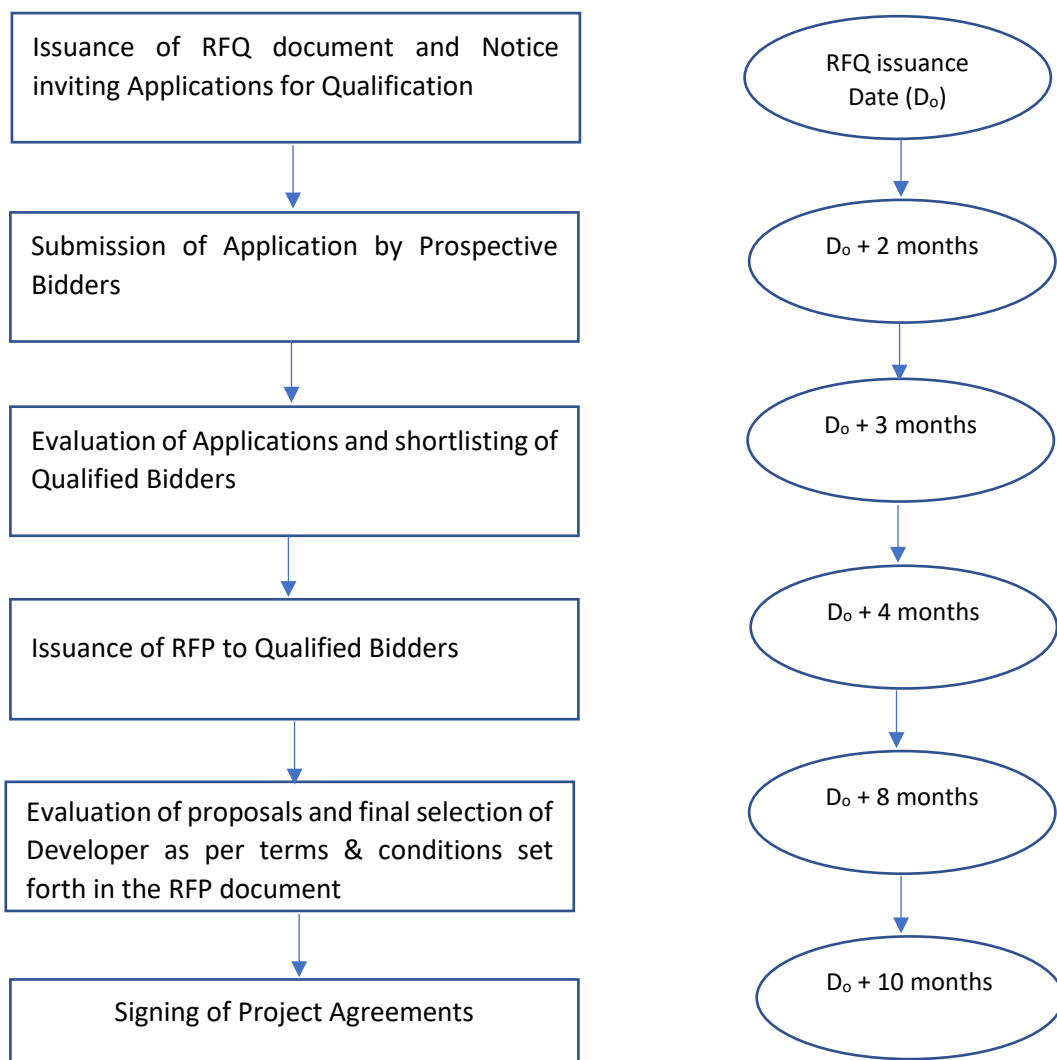 Issuance of RFQ document and Notice
inviting Applications for Qualification
RFQ issuance
Date (Dₒ)
Submission of Application by Prospective
Bidders
Dₒ + 2 months
Evaluation of Applications and shortlisting of
Qualified Bidders
Dₒ + 3 months
Issuance of RFP to Qualified Bidders
Dₒ + 4 months
Evaluation of proposals and final selection of
Developer as per terms & conditions set
forth in the RFP document
Dₒ + 8 months
Signing of Project Agreements
Dₒ + 10 months